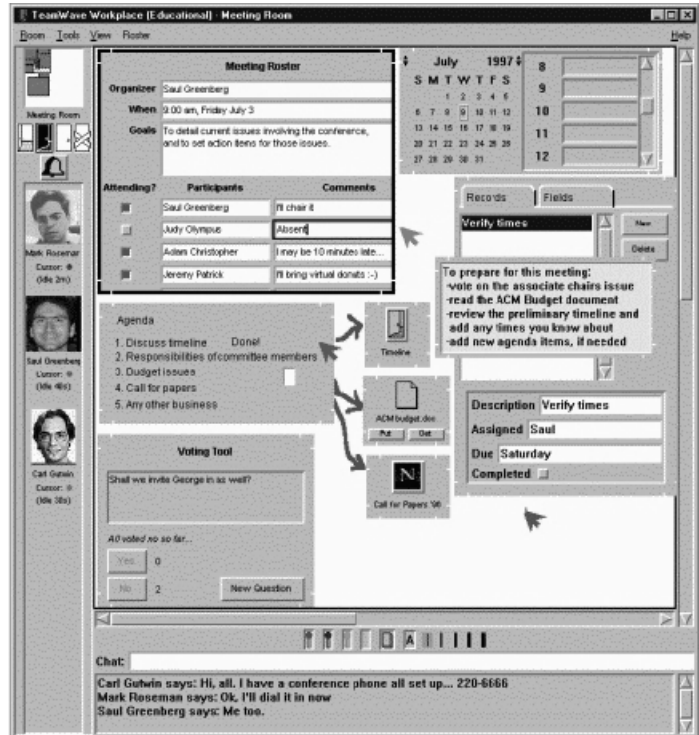 TeamWave Workplace [Educational] - Meeting Room
Room Tools View Roster Help
Meeting Room
Mark Roseman
Cursor:
(Idle 2m)
Saul Greenberg
Cursor:
(Idle 40s)
Carl Gutwin
Cursor:
(Idle 30s)
Meeting Roster
Organizer Saul Greenberg
When 9:00 am, Friday July 3
Goals To detail current issues involving the conference,
and to set action items for those issues.
Attending? Participants Comments
Saul Greenberg I'll chair it
Judy Olympus Absent
Adam Christopher I may be 10 minutes late...
Jeremy Patrick I'll bring virtual donuts :-)
July 1997
S M T W T F S
1 2 3 4 5
6 7 8 9 10 11 12
13 14 15 16 17 18 19
20 21 22 23 24 25 26
27 28 29 30 31
8
9
10
11
12
Records Fields
Verify times
New
Delete
To prepare for this meeting:
-vote on the associate chairs issue
-read the ACM Budget document
-review the preliminary timeline and
add any times you know about
-add new agenda items, if needed
Description Verify times
Assigned Saul
Due Saturday
Completed
Agenda
1. Discuss timeline Done!
2. Responsibilities of committee members
3. Budget issues
4. Call for papers
5. Any other business
Timeline
ACM budget.doc
Put Get
N
Call for Papers '98
Voting Tool
Shall we invite George in as well?
All voted no so far...
Yes 0
No 2
New Question
A
Chat:
Carl Gutwin says: Hi, all. I have a conference phone all set up... 220-6666
Mark Roseman says: Ok, I'll dial it in now
Saul Greenberg says: Me too.